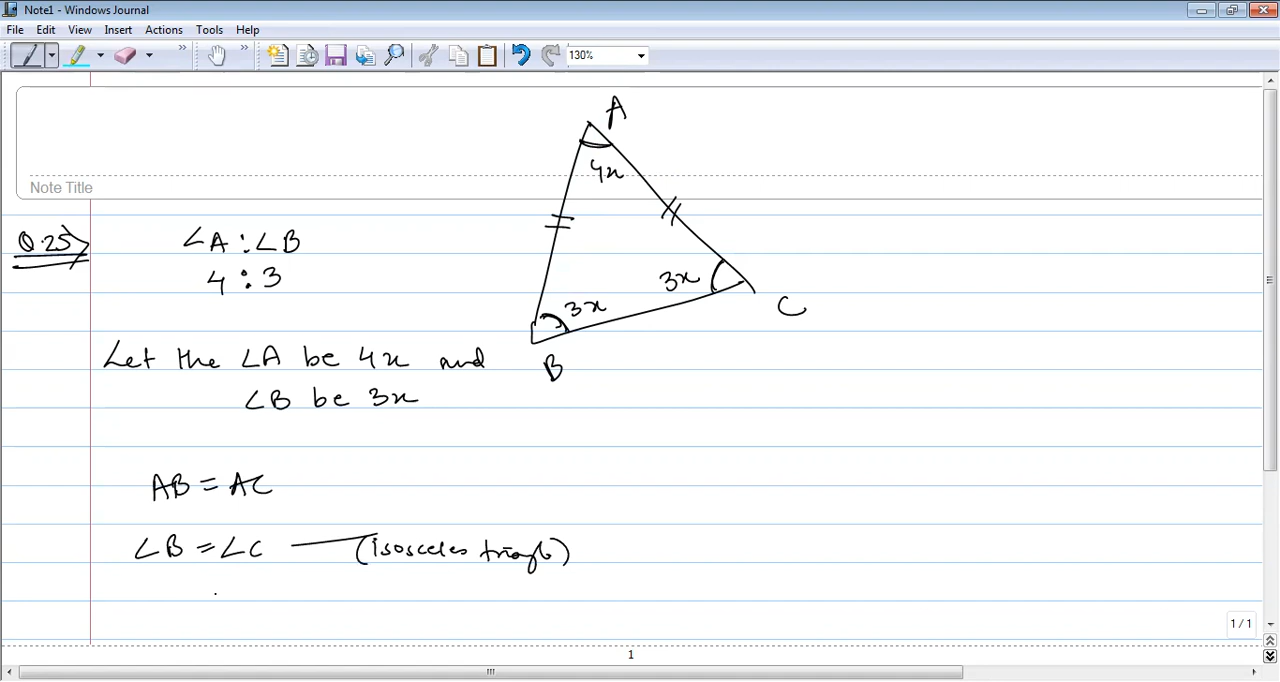 Note1 - Windows Journal
File Edit View Insert Actions Tools Help
130%
Note Title
A
4x
Q.25
∠A : ∠B
4 : 3
3x
3x
C
B
Let the ∠A be 4x and
∠B be 3x
AB = AC
∠B = ∠C — (isosceles triangle)
1 / 1
1